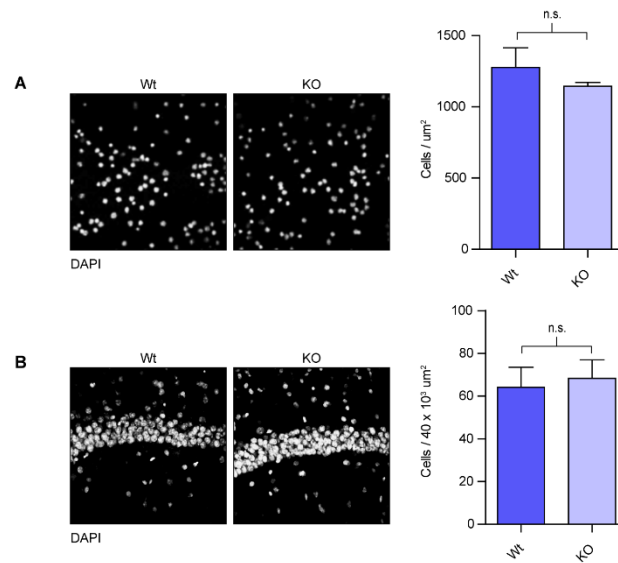 A
Wt
KO
DAPI
n.s.
1500
1000
500
0
Cells / um²
Wt
KO
B
Wt
KO
DAPI
n.s.
100
80
60
40
20
0
Cells / 40 x 10³ um²
Wt
KO